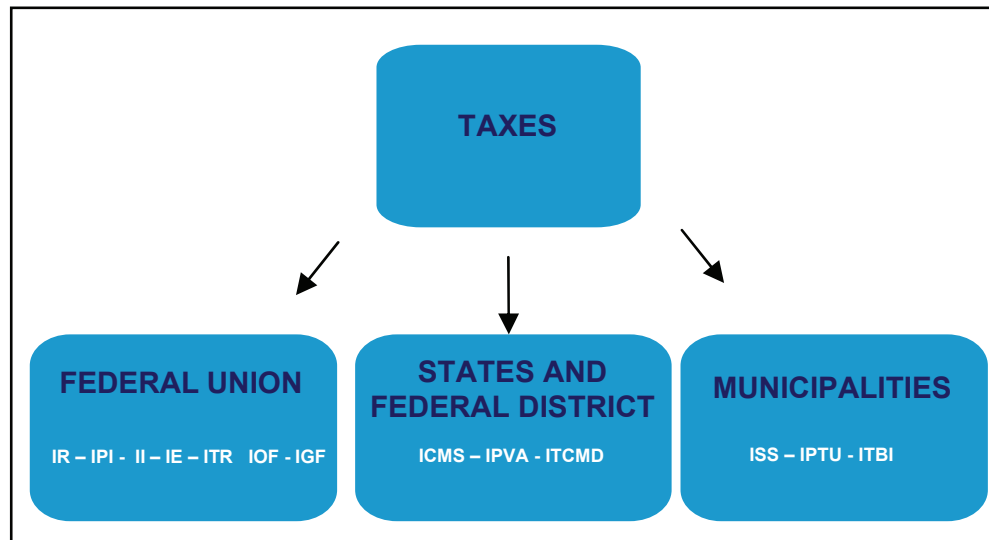 TAXES
FEDERAL UNION
IR – IPI - II – IE – ITR IOF - IGF
STATES AND
FEDERAL DISTRICT
ICMS – IPVA - ITCMD
MUNICIPALITIES
ISS – IPTU - ITBI